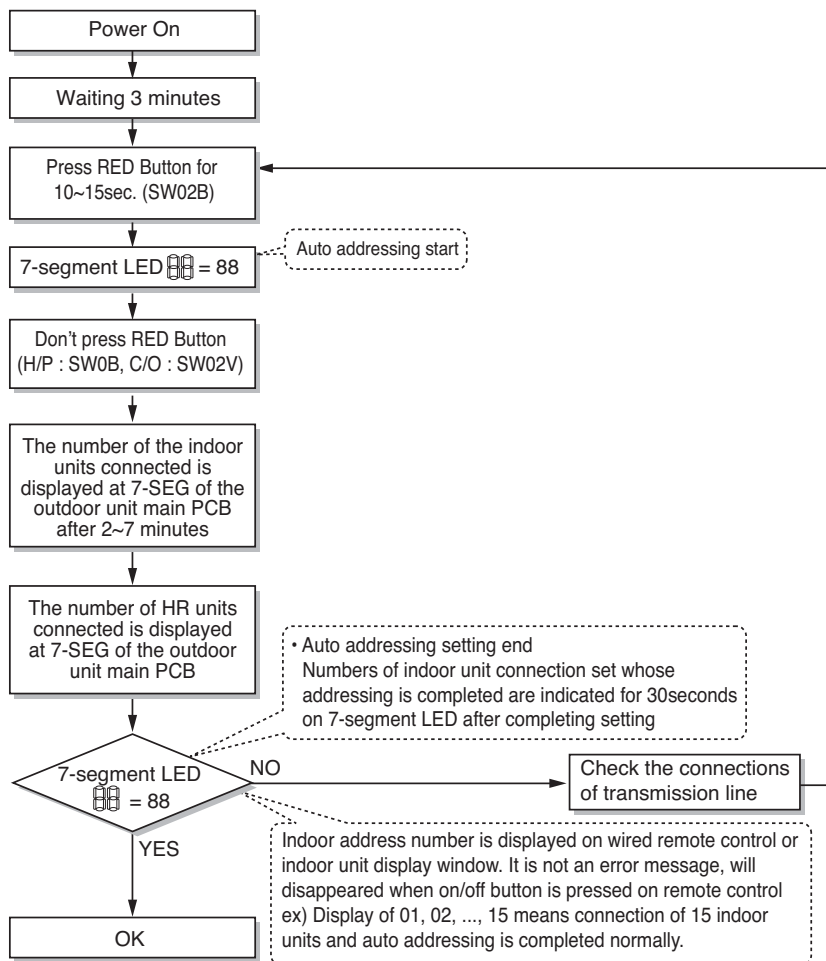 Power On
Waiting 3 minutes
Press RED Button for
10~15sec. (SW02B)
7-segment LED 88 = 88
Auto addressing start
Don't press RED Button
(H/P : SW0B, C/O : SW02V)
The number of the indoor
units connected is
displayed at 7-SEG of the
outdoor unit main PCB
after 2~7 minutes
The number of HR units
connected is displayed
at 7-SEG of the outdoor
unit main PCB
• Auto addressing setting end
Numbers of indoor unit connection set whose
addressing is completed are indicated for 30seconds
on 7-segment LED after completing setting
7-segment LED
88 = 88
NO
Check the connections
of transmission line
YES
Indoor address number is displayed on wired remote control or
indoor unit display window. It is not an error message, will
disappeared when on/off button is pressed on remote control
ex) Display of 01, 02, ..., 15 means connection of 15 indoor
units and auto addressing is completed normally.
OK